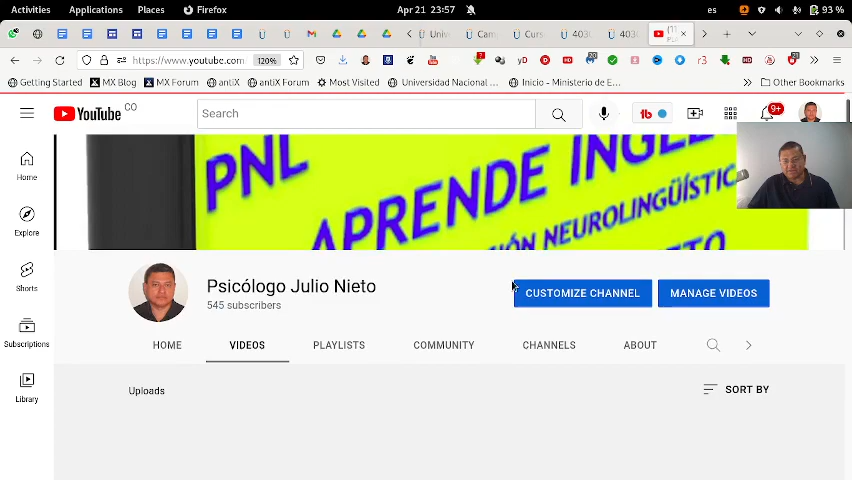 Activities Applications Places Firefox Apr 21 23:57 es 93 %
https://www.youtube.com 120%
Getting Started MX Blog MX Forum antiX antiX Forum Most Visited Universidad Nacional ... Inicio - Ministerio de E... Other Bookmarks
YouTube CO Search 9+
PNL
APRENDE INGLE
IÓN NEUROLINGÜÍSTIC
ETO
Home
Explore
Shorts
Subscriptions
Library
Psicólogo Julio Nieto
545 subscribers
CUSTOMIZE CHANNEL MANAGE VIDEOS
HOME VIDEOS PLAYLISTS COMMUNITY CHANNELS ABOUT
Uploads SORT BY